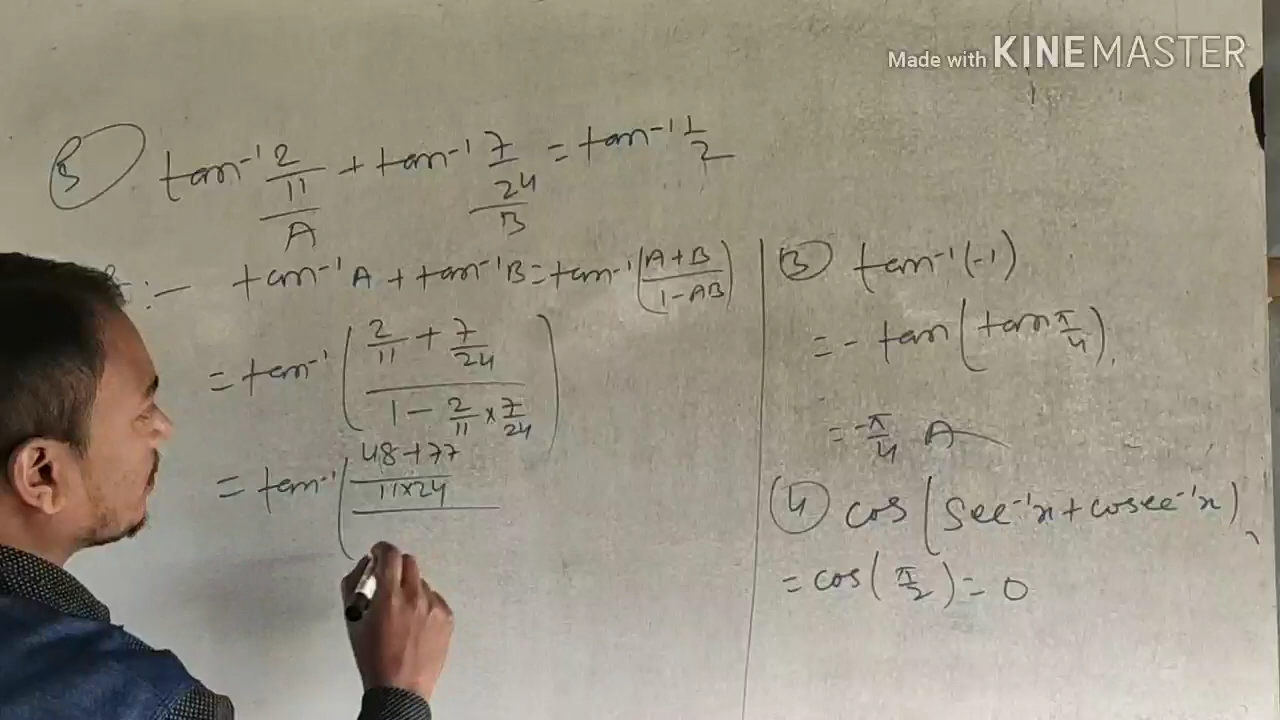 Made with KINEMASTER
5) tan⁻¹ 2/11 + tan⁻¹ 7/24 = tan⁻¹ 1/2
A B
:- tan⁻¹A + tan⁻¹B = tan⁻¹((A+B)/(1-AB))
= tan⁻¹((2/11 + 7/24)/(1 - 2/11 × 7/24))
= tan⁻¹((48+77)/(11×24)
(3) tan⁻¹(-1)
= - tan(tan π/4)
= -π/4 A
(4) cos(sec⁻¹x + cosec⁻¹x)
= cos(π/2) = 0